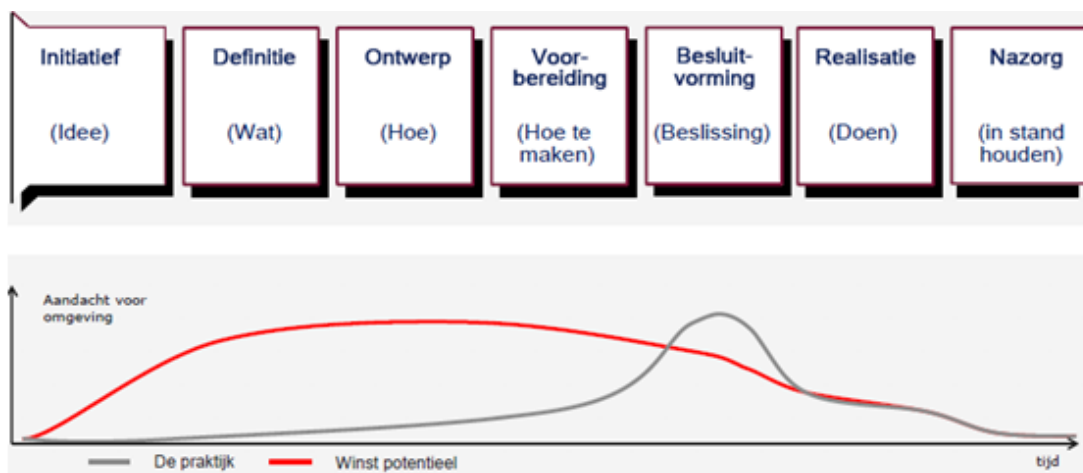 Initiatief
(Idee)
Definitie
(Wat)
Ontwerp
(Hoe)
Voor-
bereiding
(Hoe te
maken)
Besluit-
vorming
(Beslissing)
Realisatie
(Doen)
Nazorg
(in stand
houden)
Aandacht voor
omgeving
De praktijk
Winst potentieel
tijd